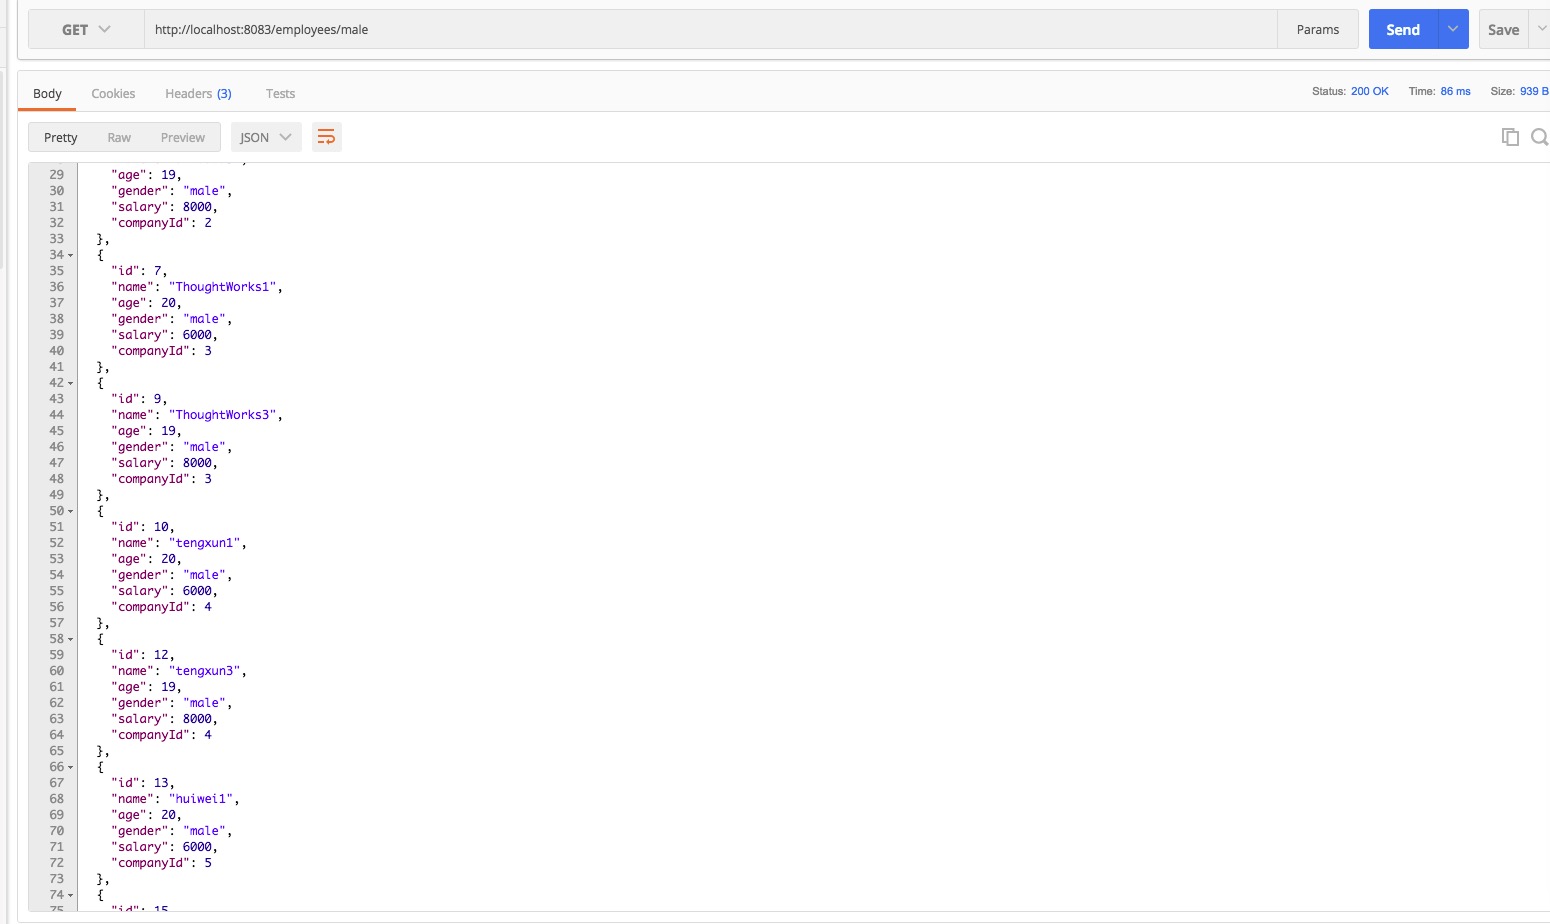 GET
http://localhost:8083/employees/male
Params
Send
Save
Body
Cookies
Headers (3)
Tests
Status: 200 OK
Time: 86 ms
Size: 939 B
Pretty
Raw
Preview
JSON
29 "age": 19,
30 "gender": "male",
31 "salary": 8000,
32 "companyId": 2
33 },
34 {
35 "id": 7,
36 "name": "ThoughtWorks1",
37 "age": 20,
38 "gender": "male",
39 "salary": 6000,
40 "companyId": 3
41 },
42 {
43 "id": 9,
44 "name": "ThoughtWorks3",
45 "age": 19,
46 "gender": "male",
47 "salary": 8000,
48 "companyId": 3
49 },
50 {
51 "id": 10,
52 "name": "tengxun1",
53 "age": 20,
54 "gender": "male",
55 "salary": 6000,
56 "companyId": 4
57 },
58 {
59 "id": 12,
60 "name": "tengxun3",
61 "age": 19,
62 "gender": "male",
63 "salary": 8000,
64 "companyId": 4
65 },
66 {
67 "id": 13,
68 "name": "huiwei1",
69 "age": 20,
70 "gender": "male",
71 "salary": 6000,
72 "companyId": 5
73 },
74 {
75 "id": 15